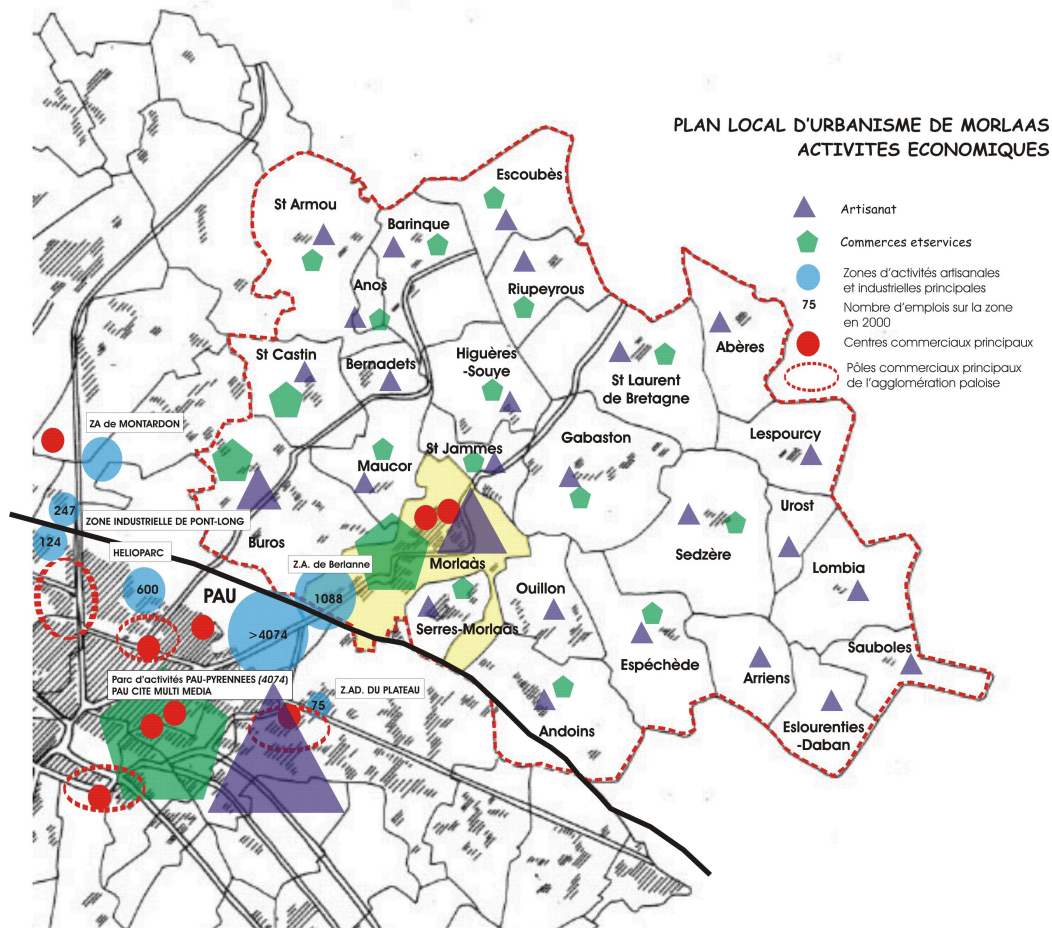 PLAN LOCAL D'URBANISME DE MORLAAS
ACTIVITES ECONOMIQUES
Artisanat
Commerces etservices
Zones d'activités artisanales
et industrielles principales
75
Nombre d'emplois sur la zone
en 2000
Centres commerciaux principaux
Pôles commerciaux principaux
de l'agglomération paloise
Escoubès
St Armou
Barinque
Anos
Riupeyrous
Abères
St Castin
Bernadets
Higuères
-Souye
St Laurent
de Bretagne
ZA de MONTARDON
Gabaston
Lespourcy
St Jammes
Maucor
247
ZONE INDUSTRIELLE DE PONT-LONG
Urost
124
HELIOPARC
Buros
Sedzère
Z.A. de Berlanne
Morlaàs
Lombia
600
PAU
1088
Ouillon
>4074
Serres-Morlaàs
Espéchède
Sauboles
Parc d'activités PAU-PYRENNEES (4074)
PAU CITE MULTI MEDIA
Z.AD. DU PLATEAU
75
Arriens
Andoins
Eslourenties
-Daban